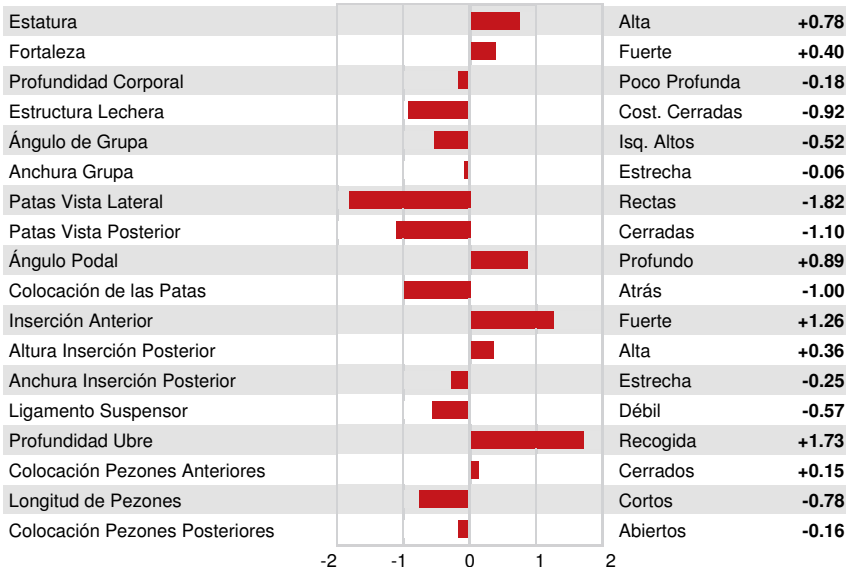 Estatura Alta +0.78
Fortaleza Fuerte +0.40
Profundidad Corporal Poco Profunda -0.18
Estructura Lechera Cost. Cerradas -0.92
Ángulo de Grupa Isq. Altos -0.52
Anchura Grupa Estrecha -0.06
Patas Vista Lateral Rectas -1.82
Patas Vista Posterior Cerradas -1.10
Ángulo Podal Profundo +0.89
Colocación de las Patas Atrás -1.00
Inserción Anterior Fuerte +1.26
Altura Inserción Posterior Alta +0.36
Anchura Inserción Posterior Estrecha -0.25
Ligamento Suspensor Débil -0.57
Profundidad Ubre Recogida +1.73
Colocación Pezones Anteriores Cerrados +0.15
Longitud de Pezones Cortos -0.78
Colocación Pezones Posteriores Abiertos -0.16
-2 -1 0 1 2